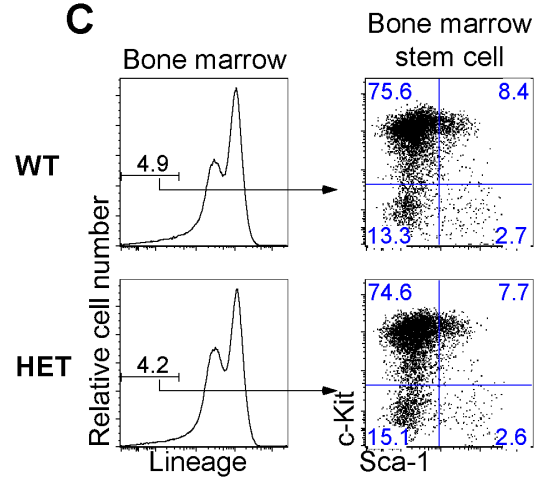 C
Bone marrow
Bone marrow
stem cell
WT
4.9
75.6
8.4
13.3
2.7
HET
4.2
74.6
7.7
15.1
2.6
Relative cell number
Lineage
c-Kit
Sca-1